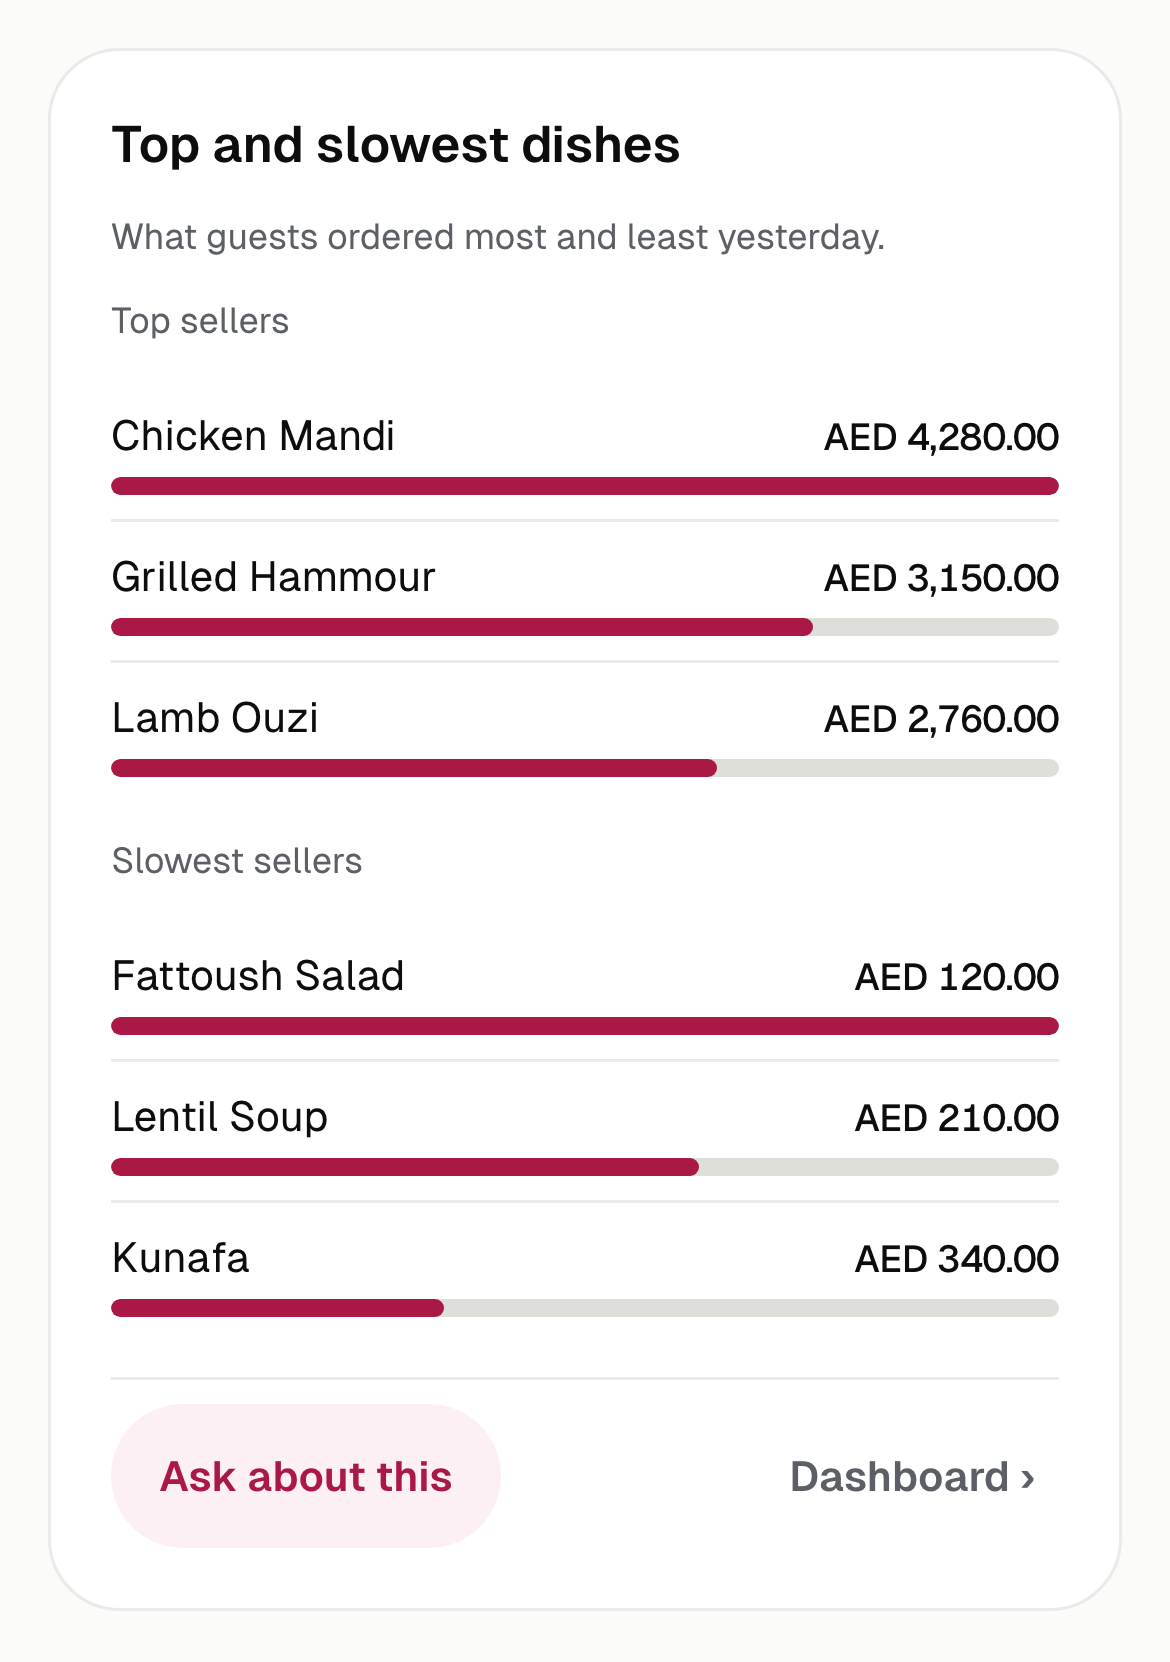 Top and slowest dishes
What guests ordered most and least yesterday.
Top sellers
Chicken Mandi AED 4,280.00
Grilled Hammour AED 3,150.00
Lamb Ouzi AED 2,760.00
Slowest sellers
Fattoush Salad AED 120.00
Lentil Soup AED 210.00
Kunafa AED 340.00
Ask about this Dashboard ›